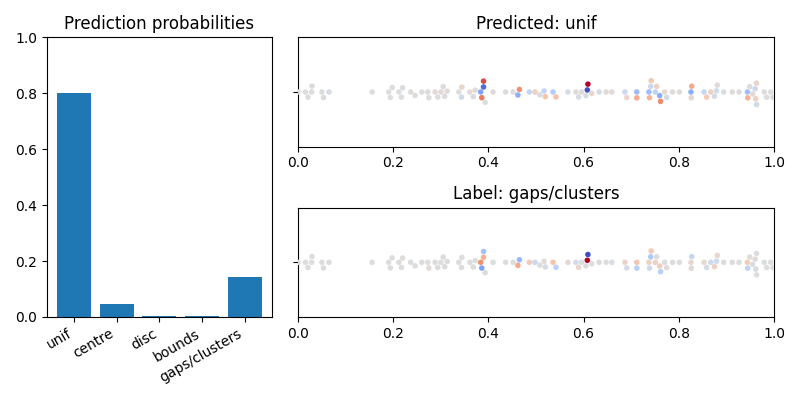 Prediction probabilities
1.0
0.8
0.6
0.4
0.2
0.0
unif
centre
disc
bounds
gaps/clusters
Predicted: unif
0.0 0.2 0.4 0.6 0.8 1.0
Label: gaps/clusters
0.0 0.2 0.4 0.6 0.8 1.0